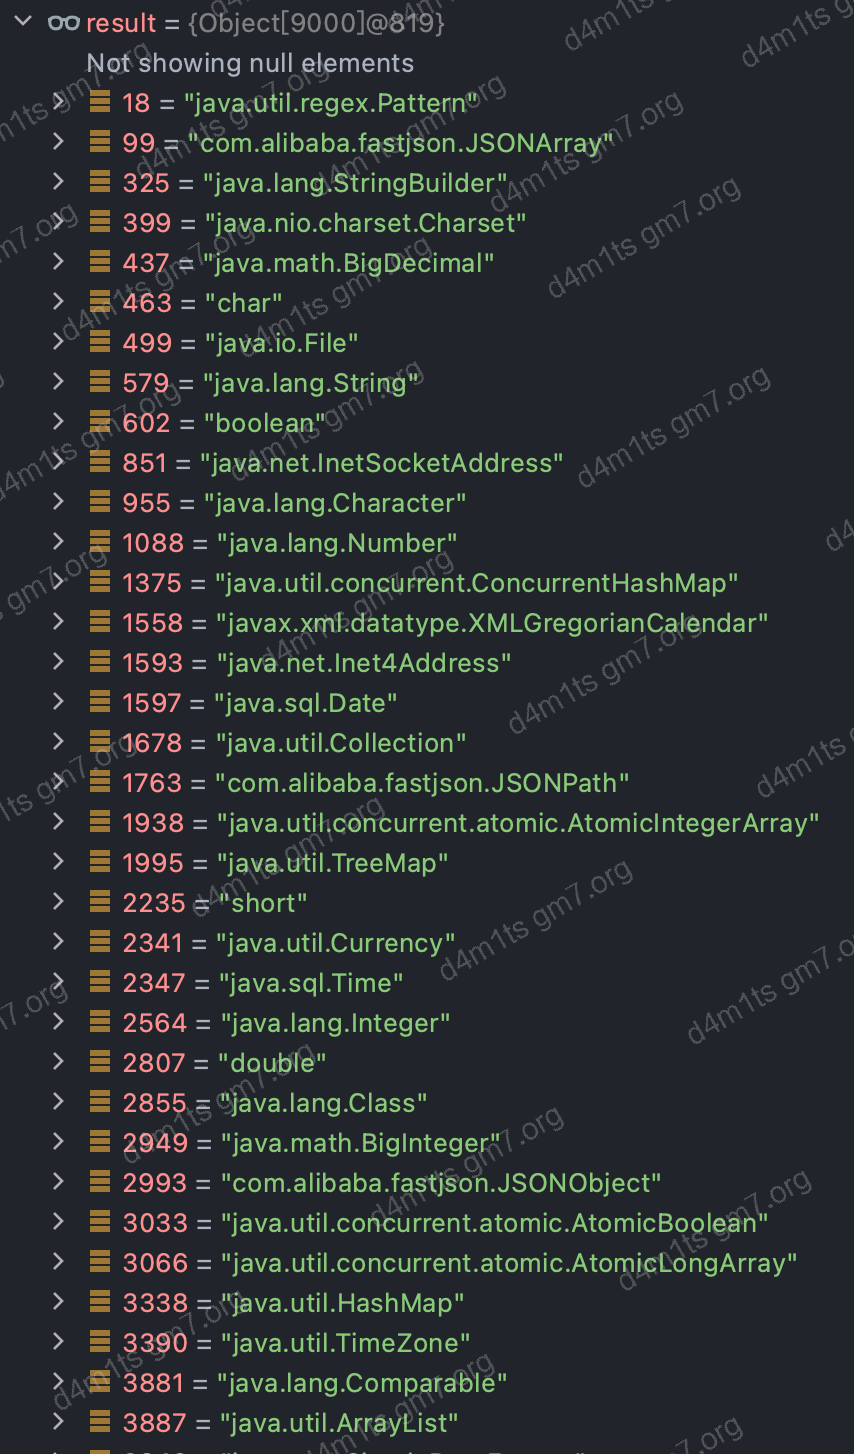 result = {Object[9000]@819}
Not showing null elements
18 = "java.util.regex.Pattern"
99 = "com.alibaba.fastjson.JSONArray"
325 = "java.lang.StringBuilder"
399 = "java.nio.charset.Charset"
437 = "java.math.BigDecimal"
463 = "char"
499 = "java.io.File"
579 = "java.lang.String"
602 = "boolean"
851 = "java.net.InetSocketAddress"
955 = "java.lang.Character"
1088 = "java.lang.Number"
1375 = "java.util.concurrent.ConcurrentHashMap"
1558 = "javax.xml.datatype.XMLGregorianCalendar"
1593 = "java.net.Inet4Address"
1597 = "java.sql.Date"
1678 = "java.util.Collection"
1763 = "com.alibaba.fastjson.JSONPath"
1938 = "java.util.concurrent.atomic.AtomicIntegerArray"
1995 = "java.util.TreeMap"
2235 = "short"
2341 = "java.util.Currency"
2347 = "java.sql.Time"
2564 = "java.lang.Integer"
2807 = "double"
2855 = "java.lang.Class"
2949 = "java.math.BigInteger"
2993 = "com.alibaba.fastjson.JSONObject"
3033 = "java.util.concurrent.atomic.AtomicBoolean"
3066 = "java.util.concurrent.atomic.AtomicLongArray"
3338 = "java.util.HashMap"
3390 = "java.util.TimeZone"
3881 = "java.lang.Comparable"
3887 = "java.util.ArrayList"
d4m1ts gm7.org